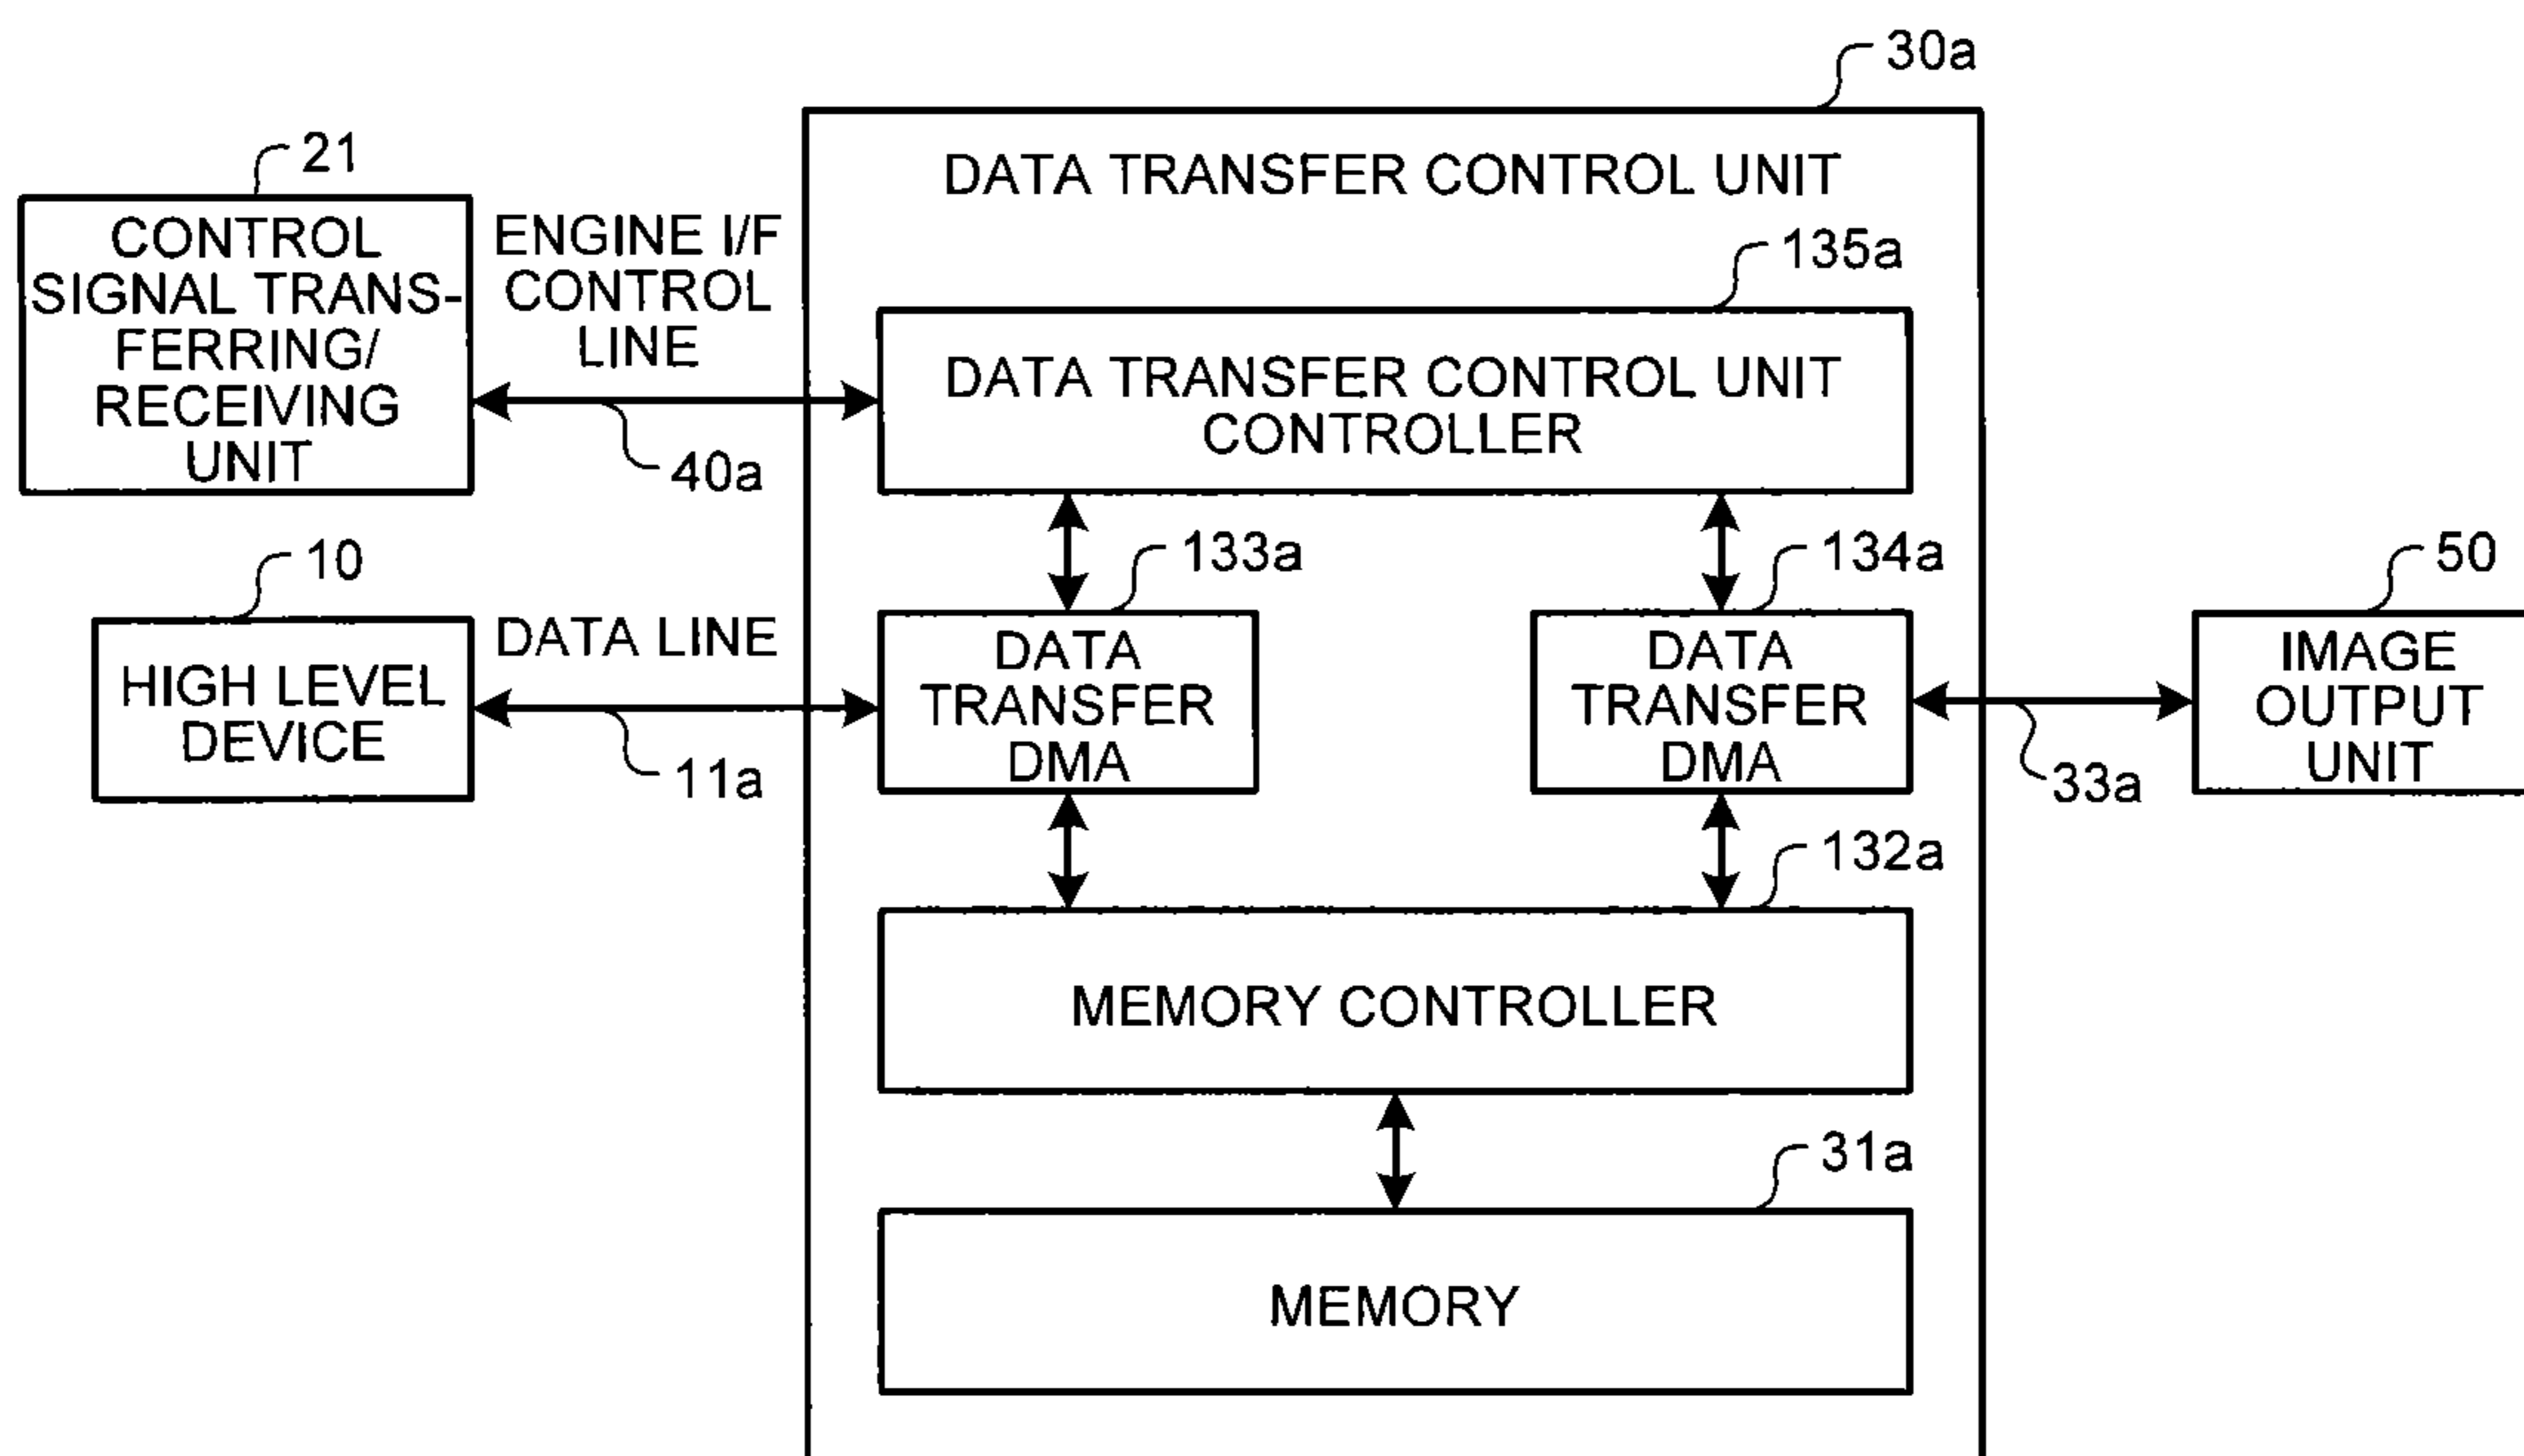 30a
DATA TRANSFER CONTROL UNIT
21
CONTROL
SIGNAL TRANS-
FERRING/
RECEIVING
UNIT
ENGINE I/F
CONTROL
LINE
40a
135a
DATA TRANSFER CONTROL UNIT
CONTROLLER
10
HIGH LEVEL
DEVICE
DATA LINE
11a
133a
DATA
TRANSFER
DMA
134a
DATA
TRANSFER
DMA
33a
50
IMAGE
OUTPUT
UNIT
132a
MEMORY CONTROLLER
31a
MEMORY